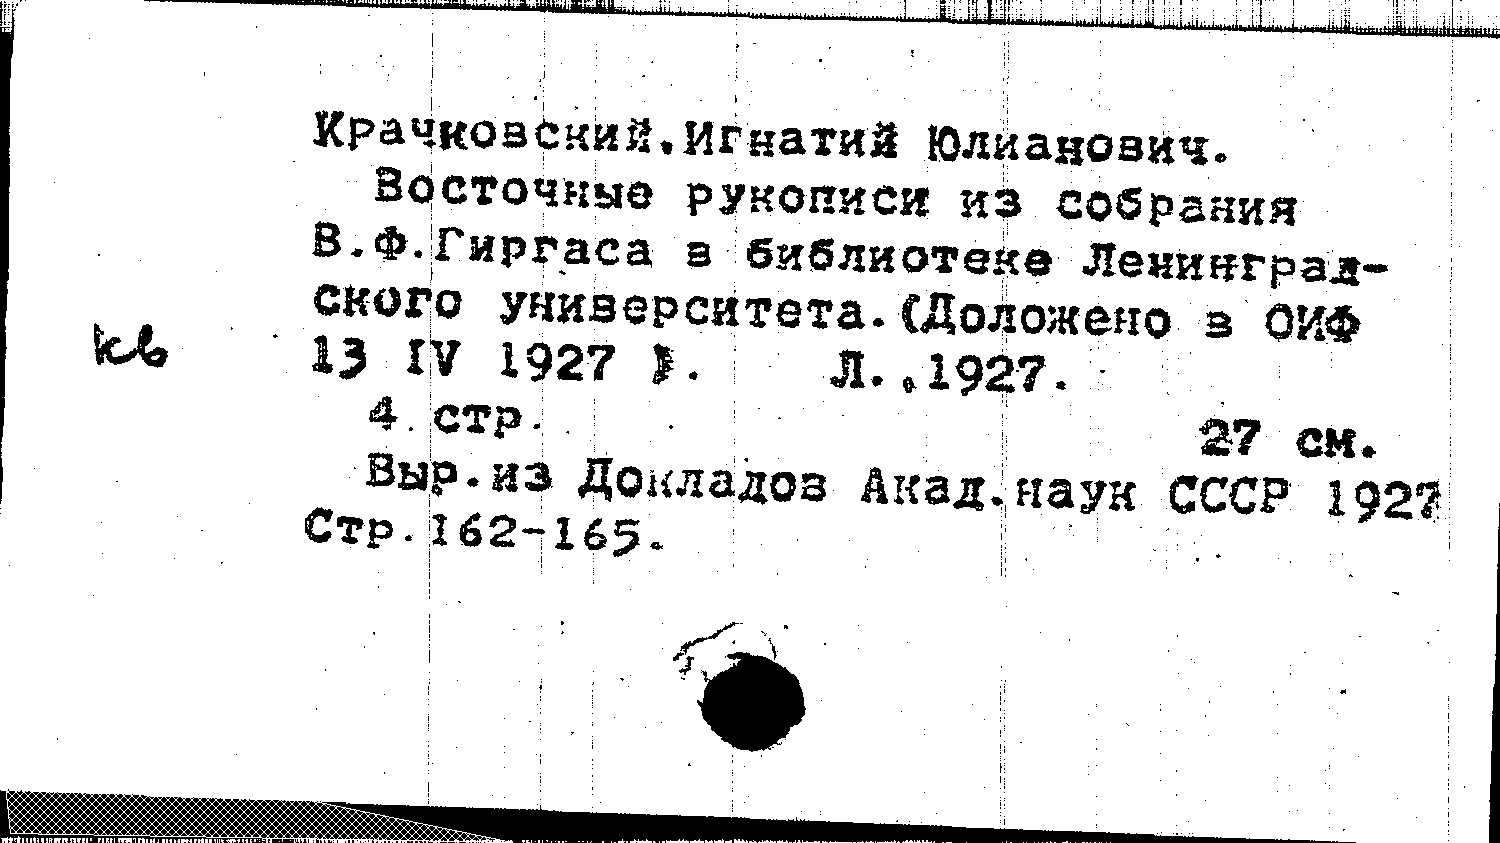 Крачковский,Игнатий Юлианович.
Восточные рукописи из собрания
В.Ф.Гиргаса в библиотеке Ленинград-
ского университета.(Доложено в ОИФ
кв 13 IV 1927 ). Л.,1927.
4 стр. 27 см.
Выр.из Докладов Акад.наук СССР 1927
Стр.162-165.